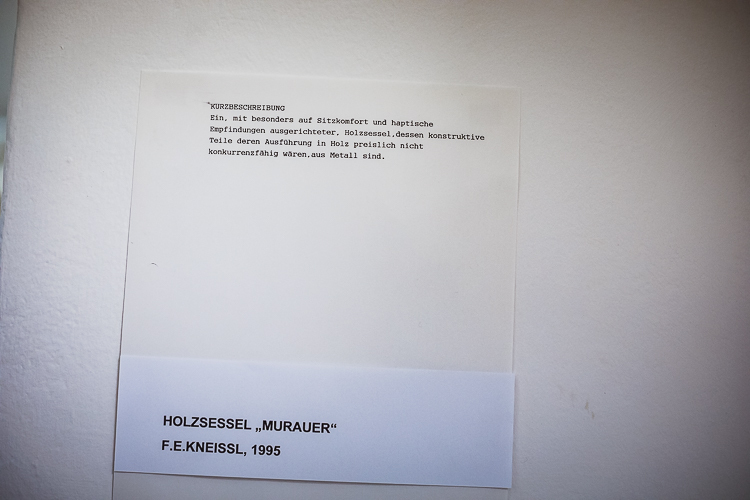 KURZBESCHREIBUNG
Ein, mit besonders auf Sitzkomfort und haptische
Empfindungen ausgerichteter, Holzsessel,dessen konstruktive
Teile deren Ausführung in Holz preislich nicht
konkurrenzfähig wären,aus Metall sind.
HOLZSESSEL „MURAUER“
F.E.KNEISSL, 1995